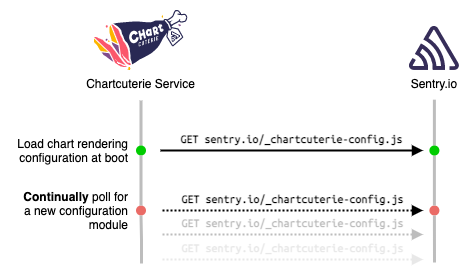 CHart
CUTERIE
Chartcuterie Service
Sentry.io
Load chart rendering
configuration at boot
GET sentry.io/_chartcuterie-config.js
Continually poll for
a new configuration
module
GET sentry.io/_chartcuterie-config.js
GET sentry.io/_chartcuterie-config.js
GET sentry.io/_chartcuterie-config.js